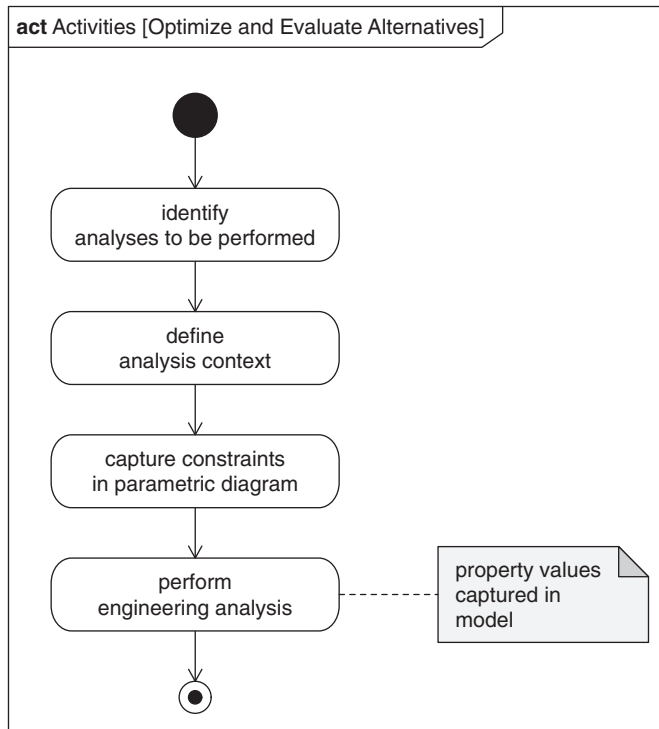 act Activities [Optimize and Evaluate Alternatives]
identify
analyses to be performed
define
analysis context
capture constraints
in parametric diagram
perform
engineering analysis
property values
captured in
model